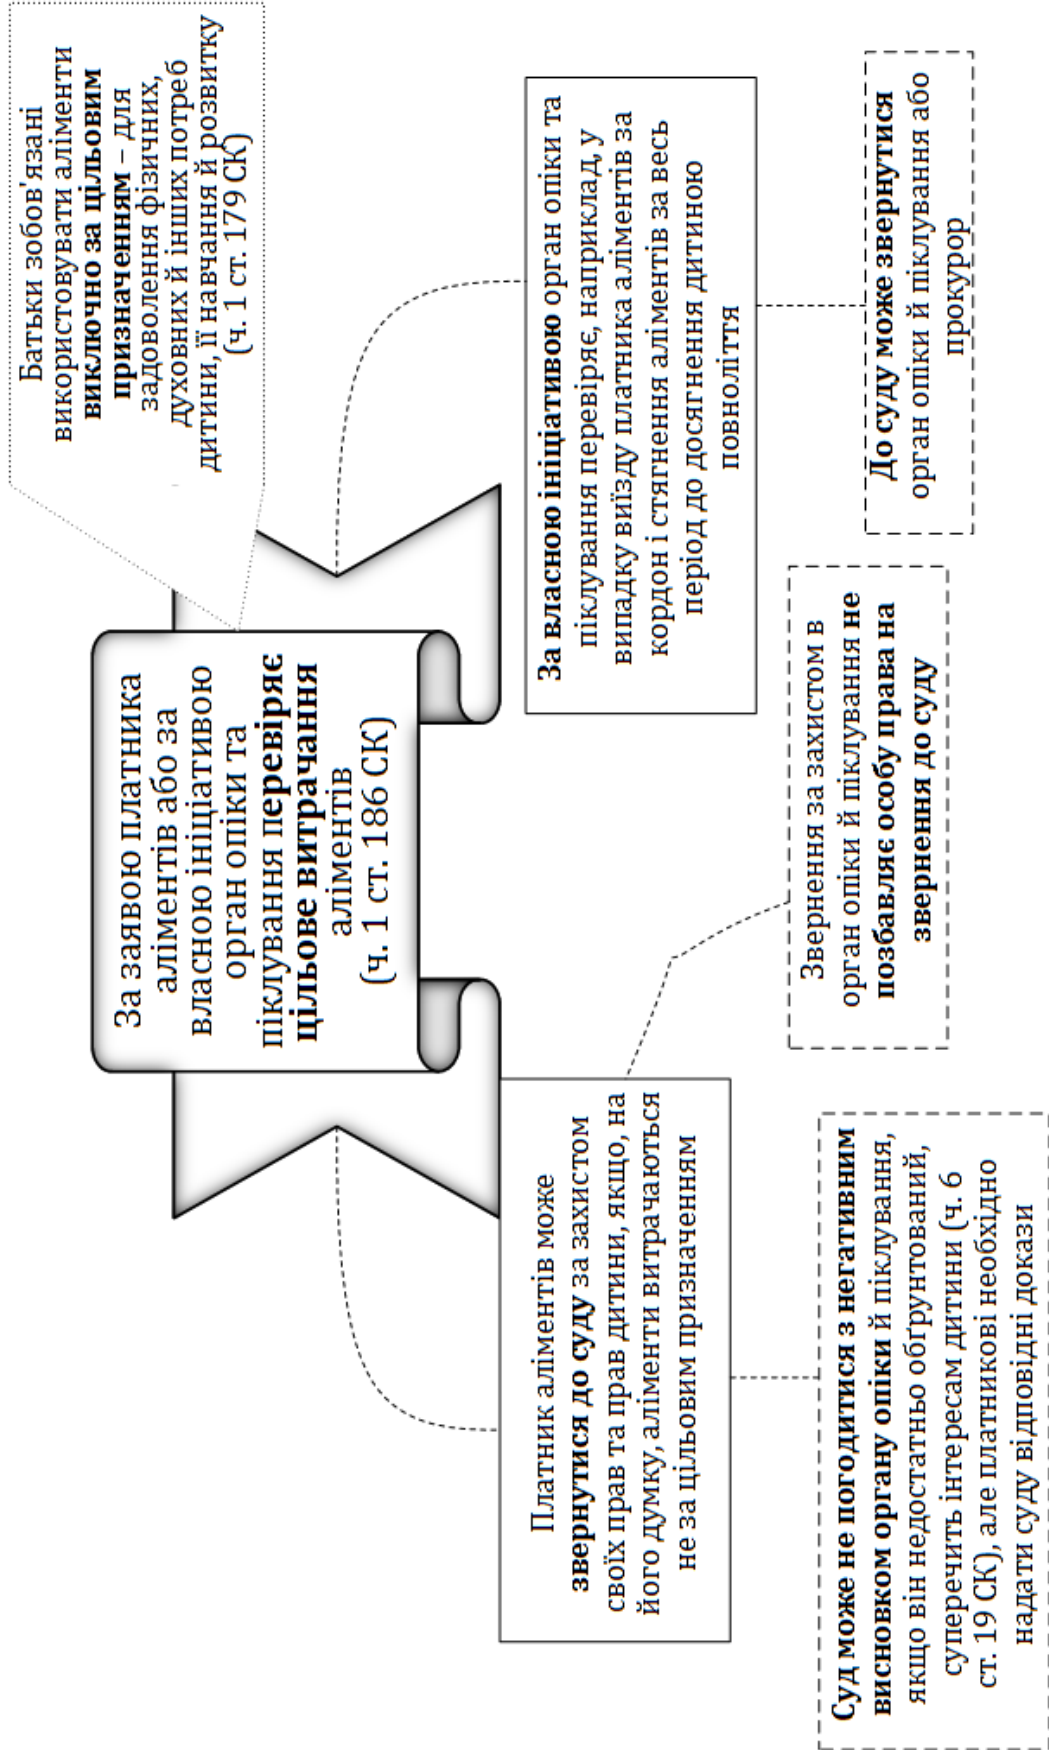 Батьки зобов'язані
використовувати аліменти
виключно за цільовим
призначенням – для
задоволення фізичних,
духовних й інших потреб
дитини, її навчання й розвитку
(ч. 1 ст. 179 СК)
За заявою платника
аліментів або за
власною ініціативою
орган опіки та
піклування перевіряє
цільове витрачання
аліментів
(ч. 1 ст. 186 СК)
Платник аліментів може
звернутися до суду за захистом
своїх прав та прав дитини, якщо, на
його думку, аліменти витрачаються
не за цільовим призначенням
За власною ініціативою орган опіки та
піклування перевіряє, наприклад, у
випадку виїзду платника аліментів за
кордон і стягнення аліментів за весь
період до досягнення дитиною
повноліття
Суд може не погодитися з негативним
висновком органу опіки й піклування,
якщо він недостатньо обґрунтований,
суперечить інтересам дитини (ч. 6
ст. 19 СК), але платникові необхідно
надати суду відповідні докази
Звернення за захистом в
орган опіки й піклування не
позбавляє особу права на
звернення до суду
До суду може звернутися
орган опіки й піклування або
прокурор